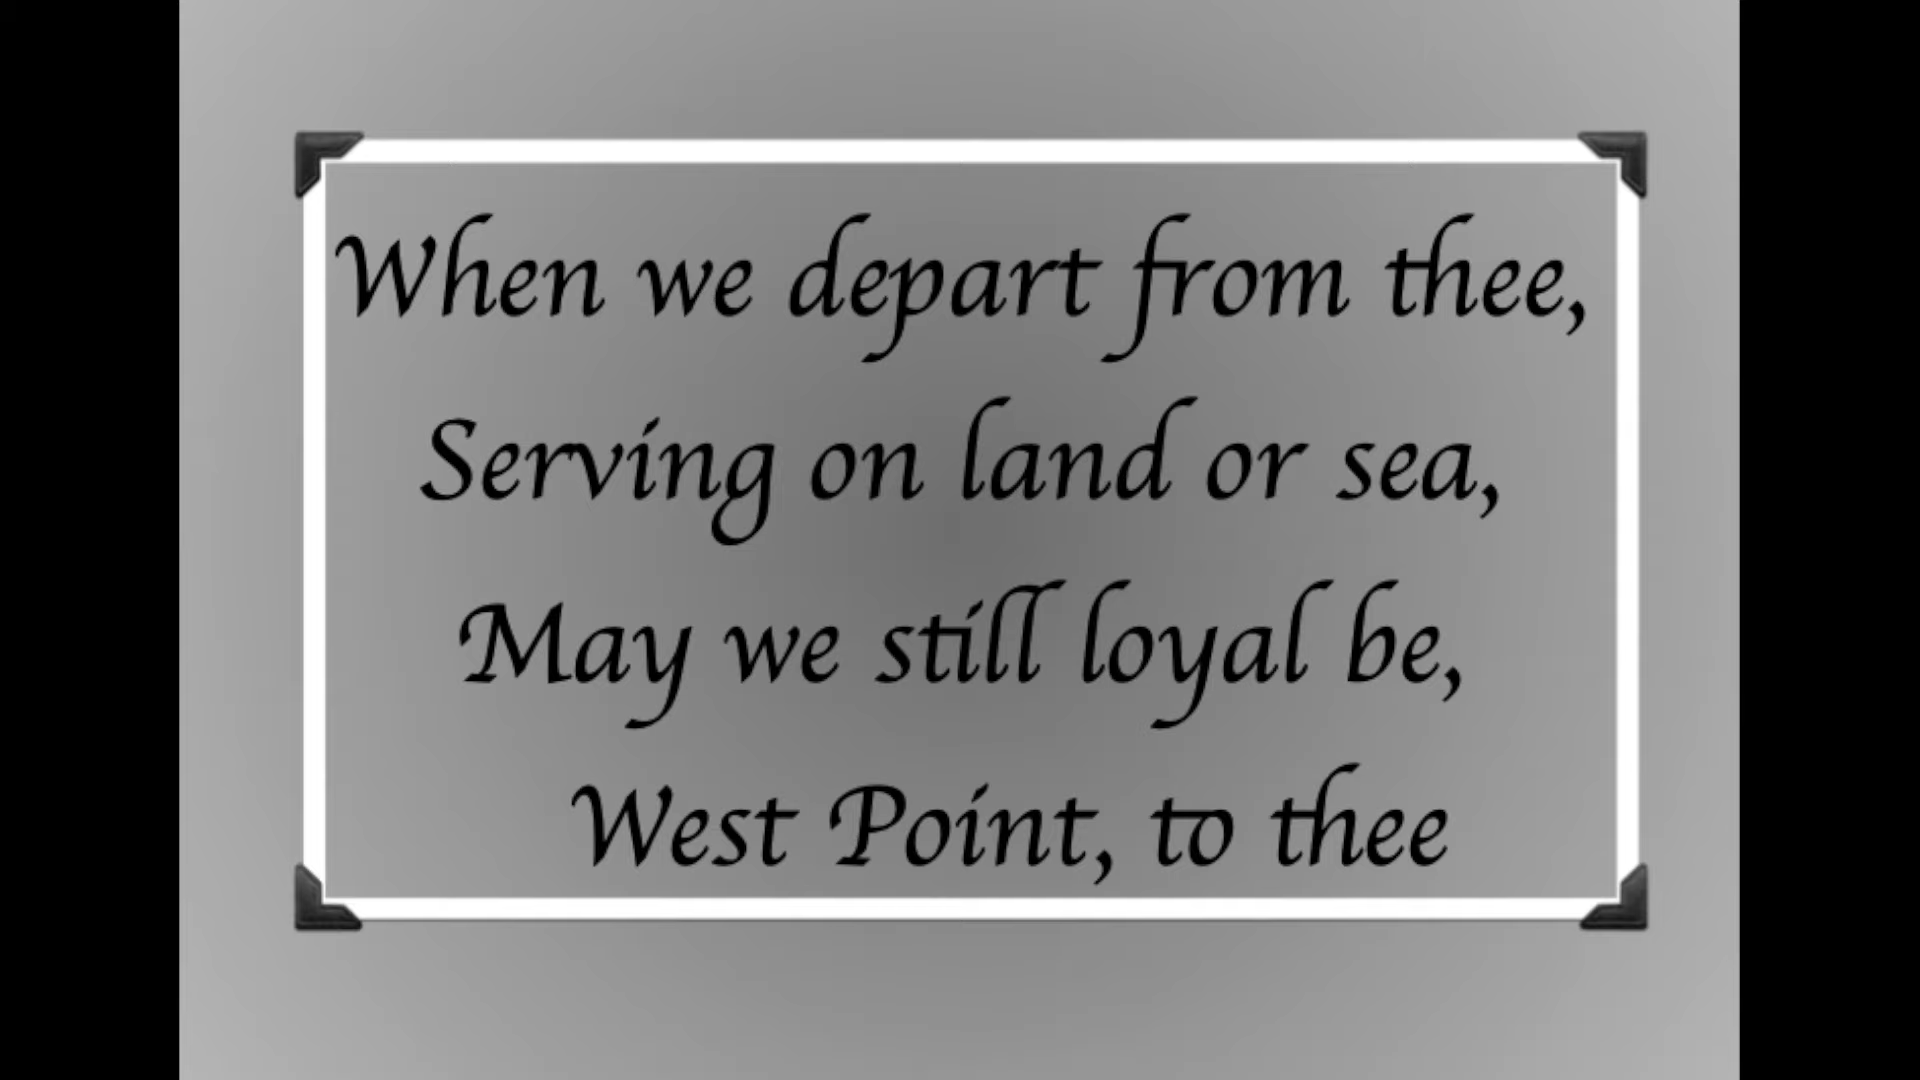 When we depart from thee,
Serving on land or sea,
May we still loyal be,
West Point, to thee